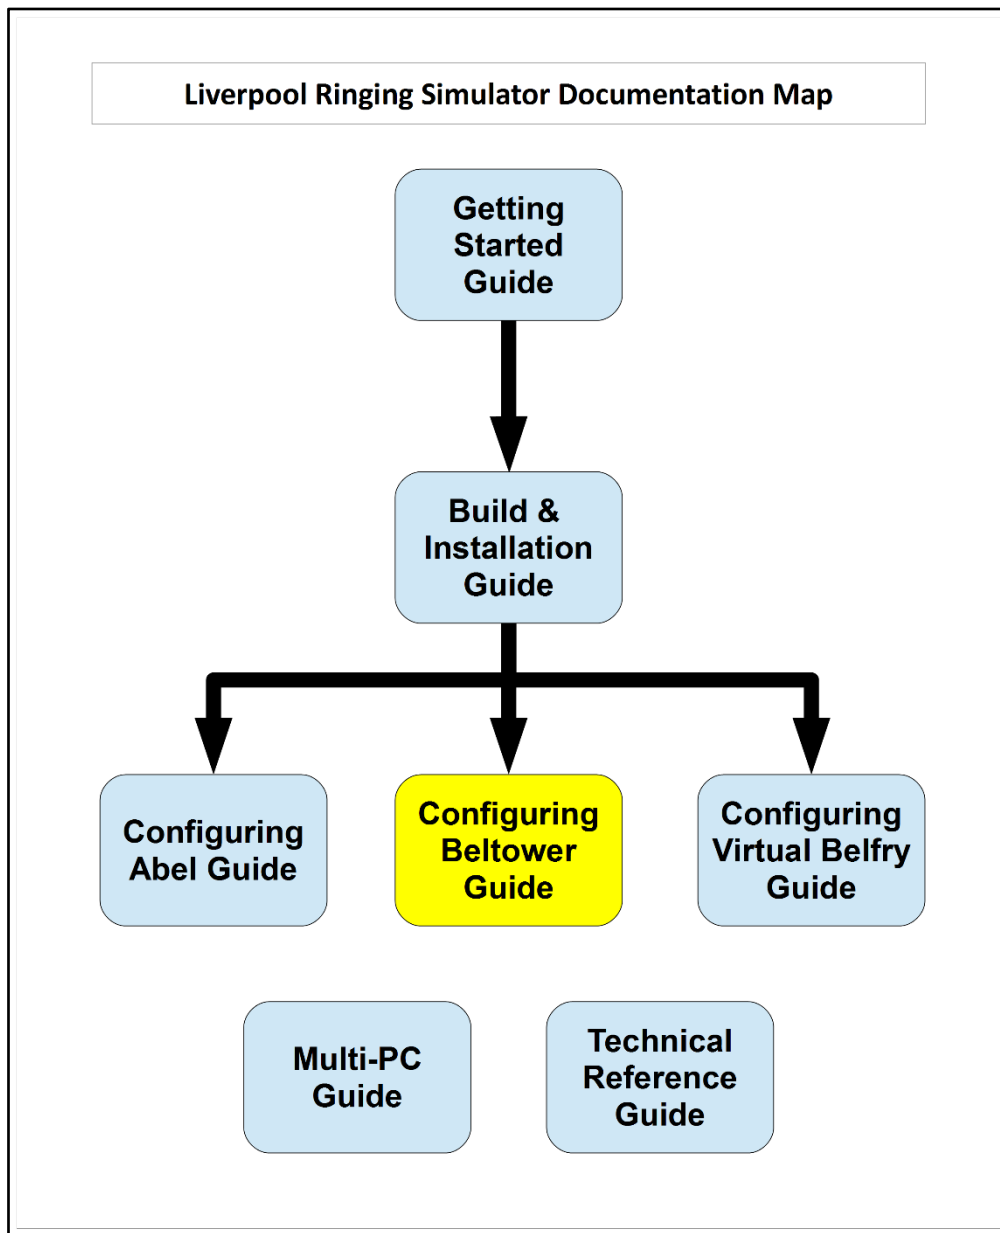 Liverpool Ringing Simulator Documentation Map
Getting
Started
Guide
Build &
Installation
Guide
Configuring
Abel Guide
Configuring
Beltower
Guide
Configuring
Virtual Belfry
Guide
Multi-PC
Guide
Technical
Reference
Guide